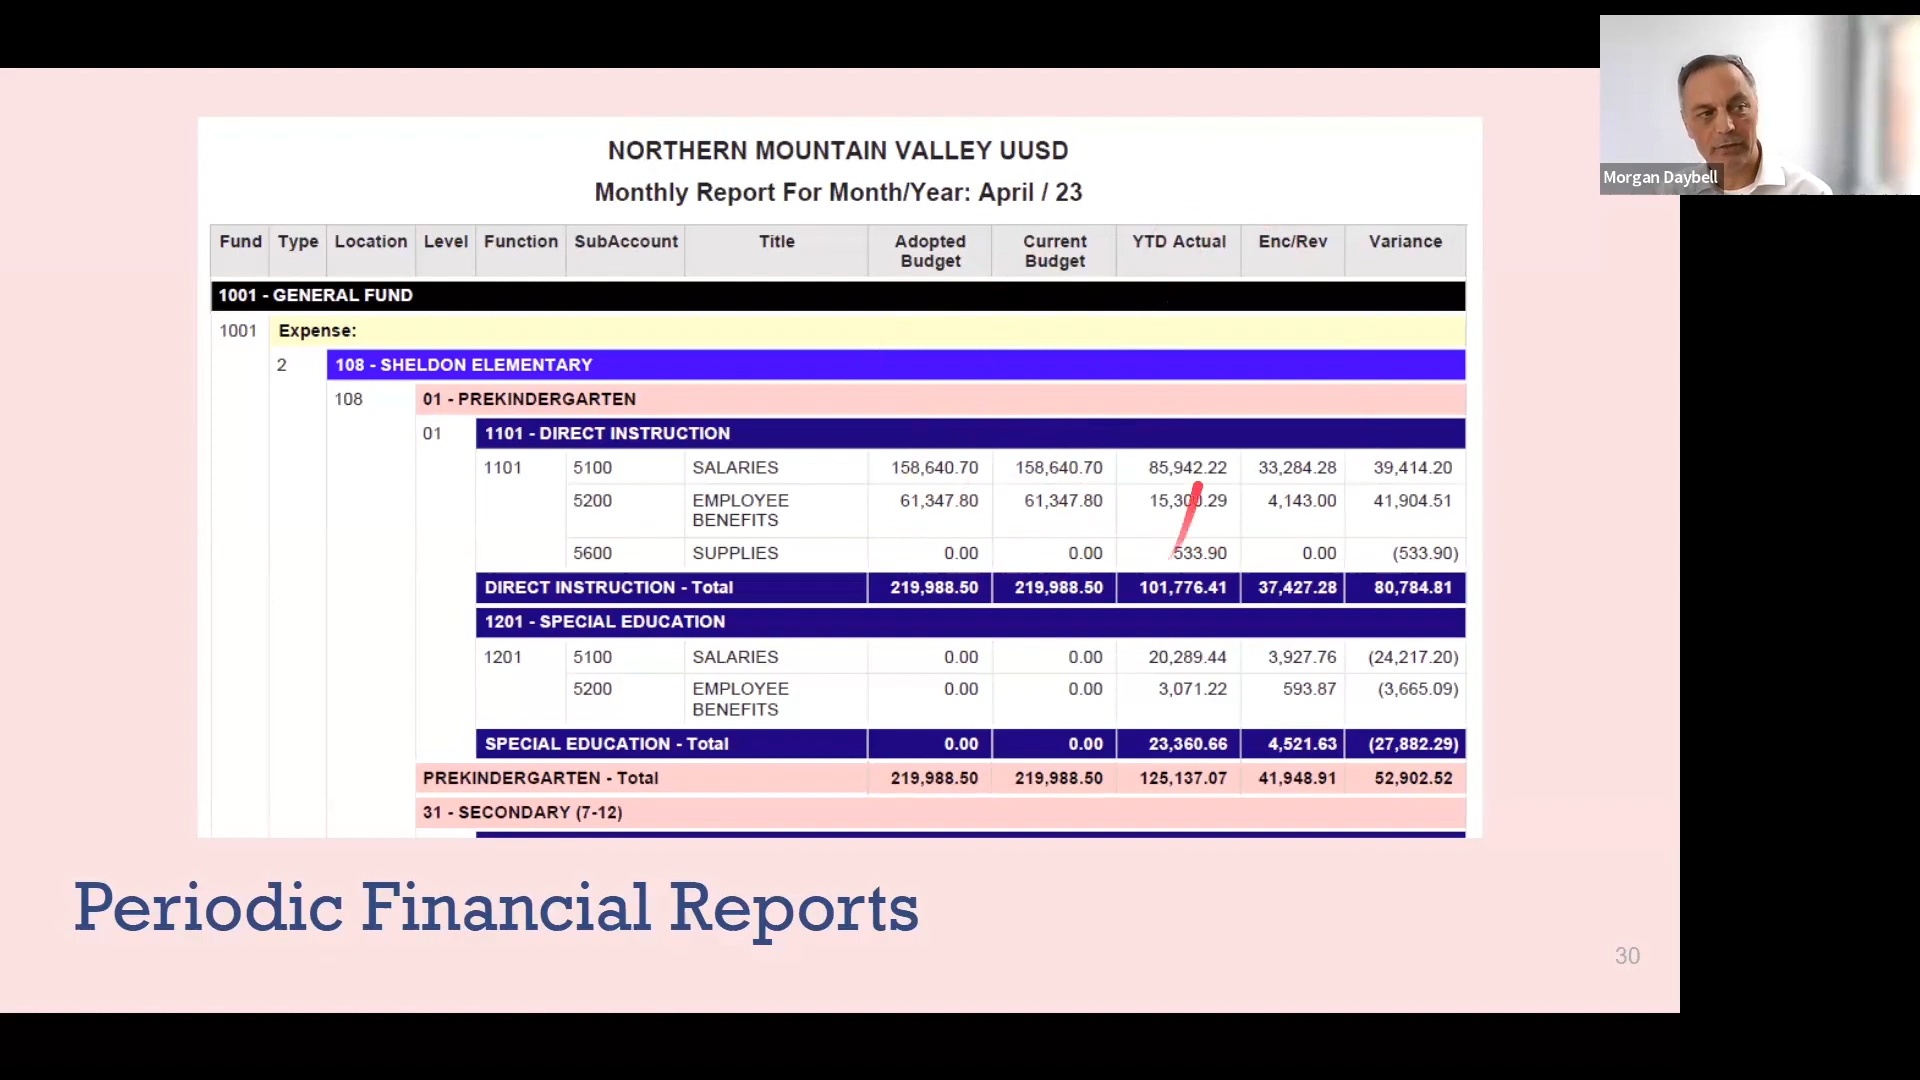 Morgan Daybell
NORTHERN MOUNTAIN VALLEY UUSD
Monthly Report For Month/Year: April / 23
Fund Type Location Level Function SubAccount Title Adopted Budget Current Budget YTD Actual Enc/Rev Variance
1001 - GENERAL FUND
1001 Expense:
2 108 - SHELDON ELEMENTARY
108 01 - PREKINDERGARTEN
01 1101 - DIRECT INSTRUCTION
1101 5100 SALARIES 158,640.70 158,640.70 85,942.22 33,284.28 39,414.20
5200 EMPLOYEE BENEFITS 61,347.80 61,347.80 15,300.29 4,143.00 41,904.51
5600 SUPPLIES 0.00 0.00 533.90 0.00 (533.90)
DIRECT INSTRUCTION - Total 219,988.50 219,988.50 101,776.41 37,427.28 80,784.81
1201 - SPECIAL EDUCATION
1201 5100 SALARIES 0.00 0.00 20,289.44 3,927.76 (24,217.20)
5200 EMPLOYEE BENEFITS 0.00 0.00 3,071.22 593.87 (3,665.09)
SPECIAL EDUCATION - Total 0.00 0.00 23,360.66 4,521.63 (27,882.29)
PREKINDERGARTEN - Total 219,988.50 219,988.50 125,137.07 41,948.91 52,902.52
31 - SECONDARY (7-12)
Periodic Financial Reports
30